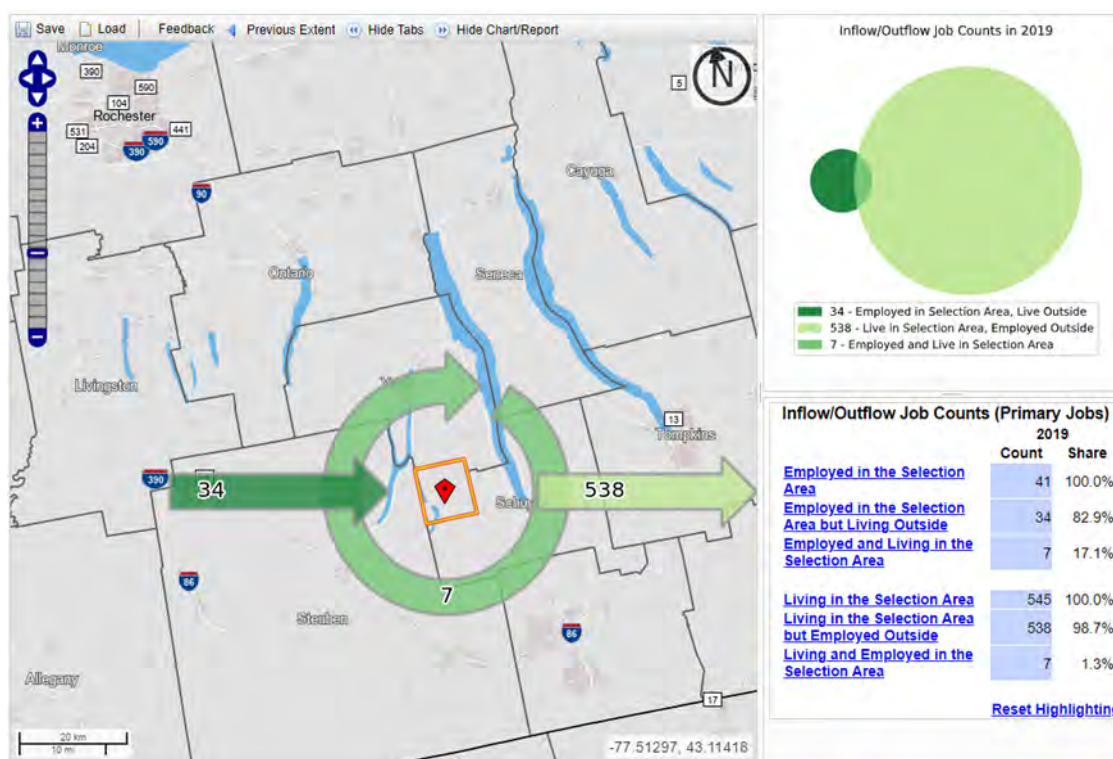 Save Load Feedback Previous Extent Hide Tabs Hide Chart/Report
Monroe
390
590
104
Rochester
531
441
204
390
590
90
5
N
Cayuga
Ontario
Seneca
Livingston
13
Tompkins
390
34
538
7
86
Steuben
86
Allegany
17
20 km
10 mi
-77.51297, 43.11418
Inflow/Outflow Job Counts in 2019
34 - Employed in Selection Area, Live Outside
538 - Live in Selection Area, Employed Outside
7 - Employed and Live in Selection Area
Inflow/Outflow Job Counts (Primary Jobs)
2019
Count Share
Employed in the Selection
Area 41 100.0%
Employed in the Selection
Area but Living Outside 34 82.9%
Employed and Living in the
Selection Area 7 17.1%
Living in the Selection Area 545 100.0%
Living in the Selection Area
but Employed Outside 538 98.7%
Living and Employed in the
Selection Area 7 1.3%
Reset Highlighting